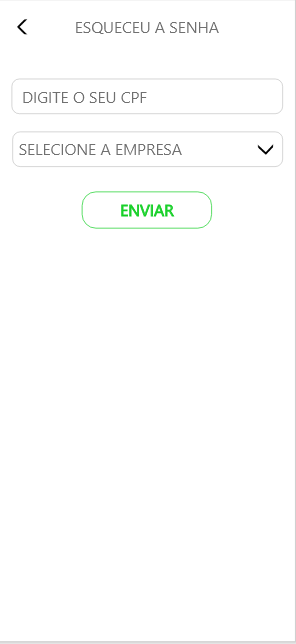 ESQUECEU A SENHA
DIGITE O SEU CPF
SELECIONE A EMPRESA
ENVIAR